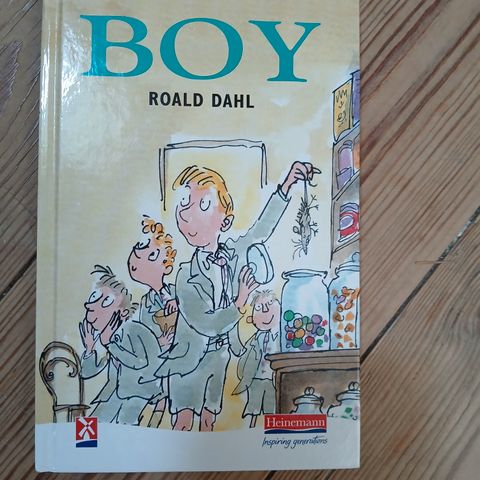 BOY
ROALD DAHL
Heinemann
Inspiring generations